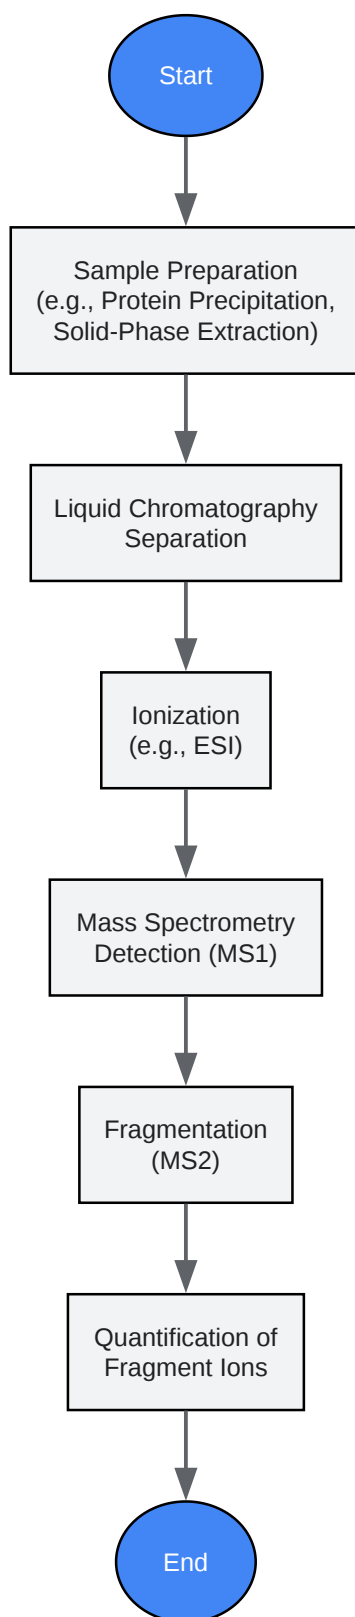 Start
Sample Preparation
(e.g., Protein Precipitation,
Solid-Phase Extraction)
Liquid Chromatography
Separation
Ionization
(e.g., ESI)
Mass Spectrometry
Detection (MS1)
Fragmentation
(MS2)
Quantification of
Fragment Ions
End